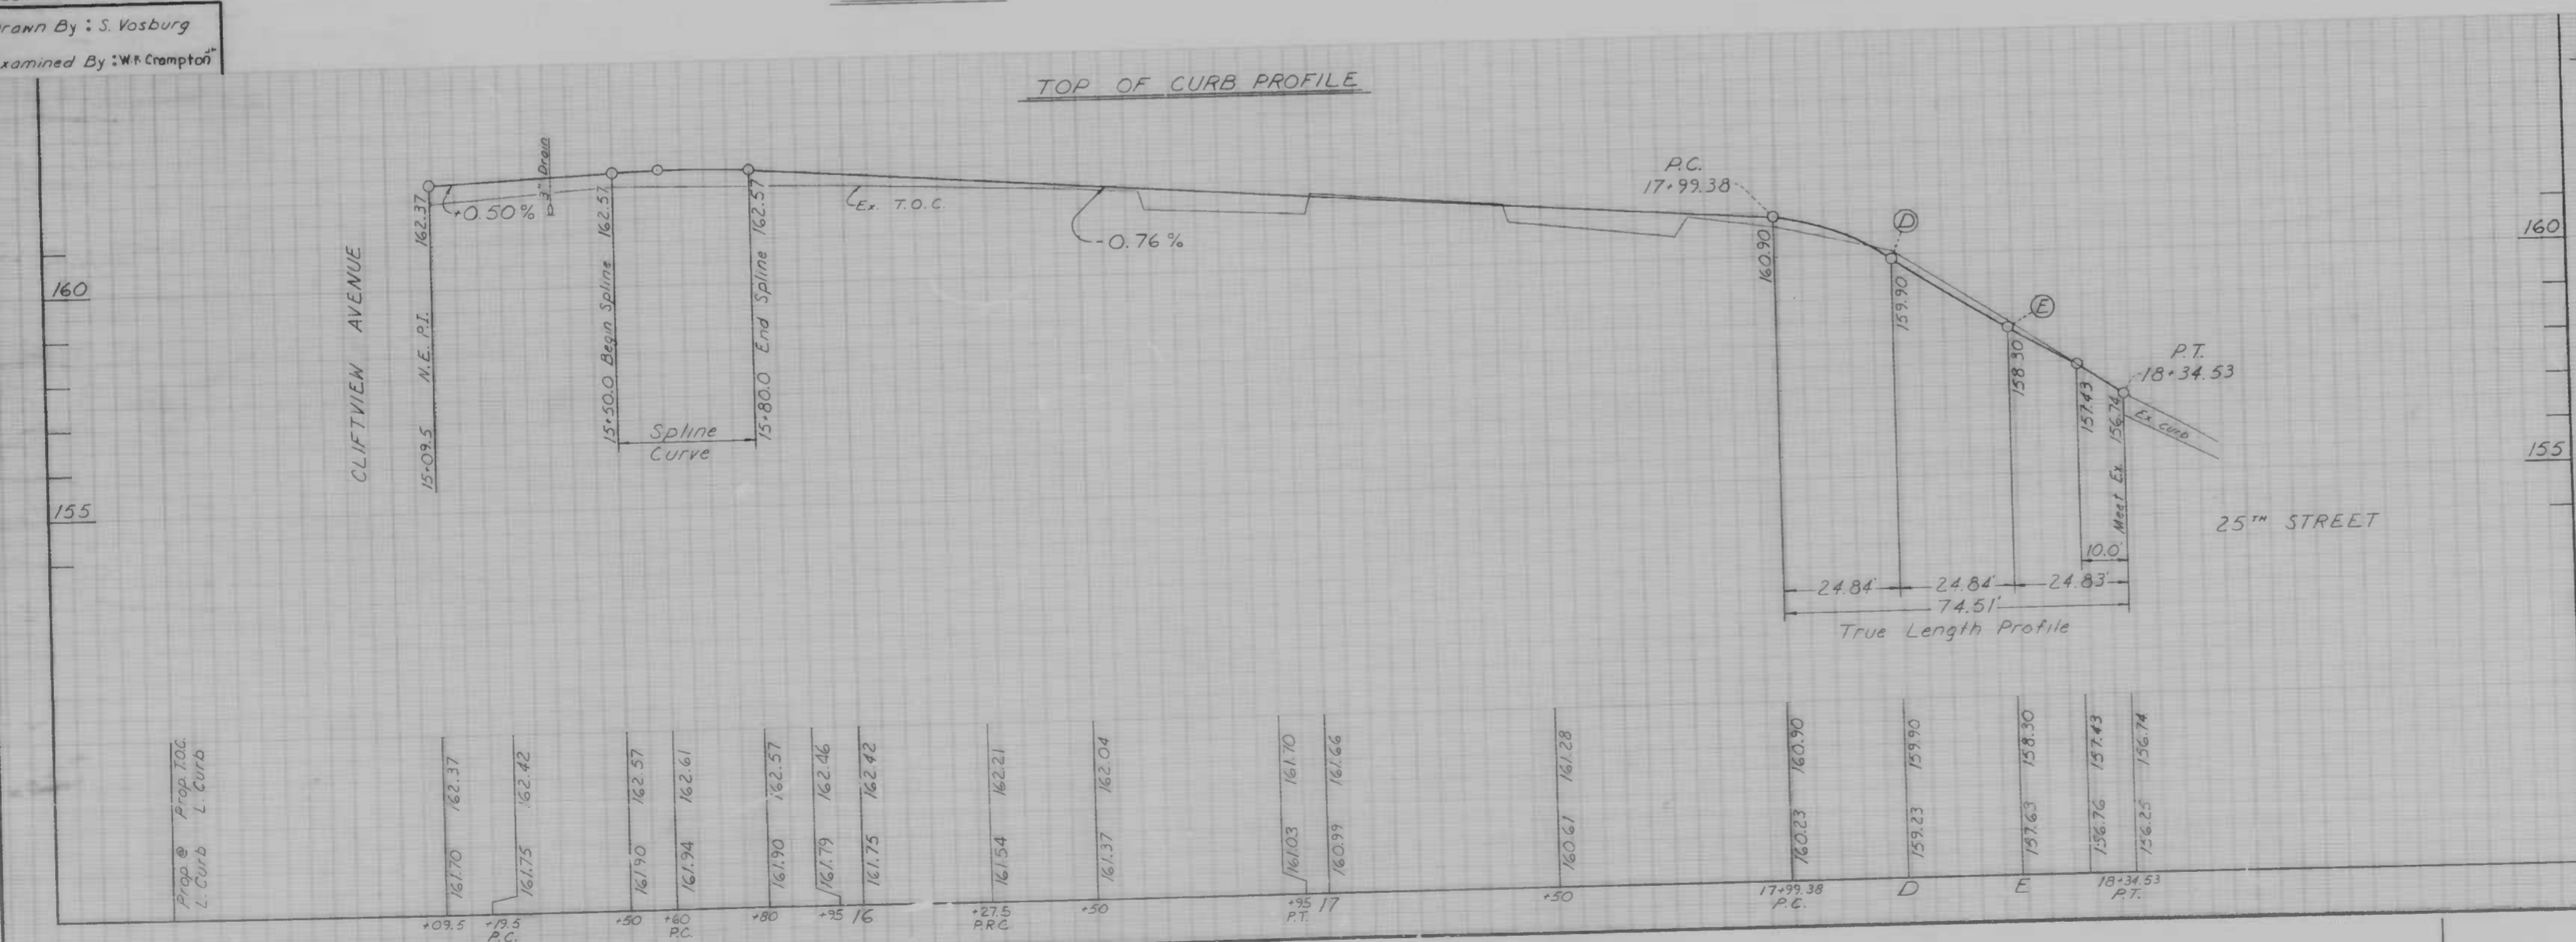 rawn By : S. Vosburg
xamined By : W.R. Crampton Jr.
TOP OF CURB PROFILE
CLIFTVIEW AVENUE
160
155
15+09.5 N.E. P.I. 162.37
+0.50%
3" Drain
15+50.0 Begin Spline 162.57
Spline
Curve
15+80.0 End Spline 162.57
Ex. T.O.C.
-0.76%
P.C.
17+99.38
160.90
D
159.90
E
158.30
157.43
Meet Ex. 156.74
P.T.
18+34.53
Ex. Curb
160
155
25TH STREET
10.0
24.84'
24.84'
24.83'
74.51'
True Length Profile
Prop. @ Prop. T.O.C.
L. Curb L. Curb
161.70 162.37
161.75 162.42
161.90 162.57
161.94 162.61
161.90 162.57
161.79 162.46
161.75 162.42
161.54 162.21
161.37 162.04
161.03 161.70
160.99 161.66
160.61 161.28
160.23 160.90
159.23 159.90
157.63 158.30
156.76 157.43
156.25 156.74
+09.5
+19.5
P.C.
+50
+60
P.C.
+80
+95
16
+27.5
P.R.C.
+50
+95
P.T.
17
+50
17+99.38
P.C.
D
E
18+34.53
P.T.